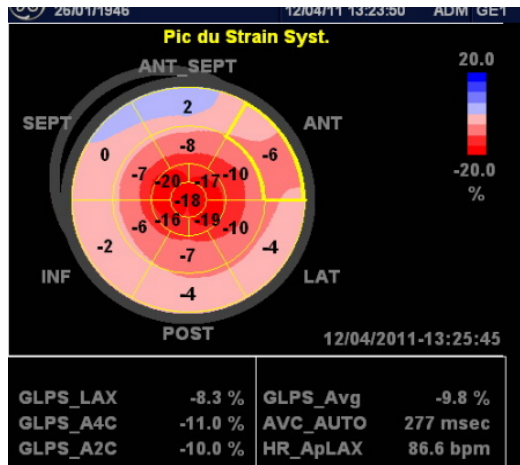 26/01/1946 12/04/11 13:23:50 ADM GE1
Pic du Strain Syst.
20.0
ANT_SEPT
2
SEPT
ANT
0
-8
-6
-7
-20
-17
-10
-20.0
%
-18
-6
-16
-19
-10
-2
-7
-4
INF
LAT
-4
POST
12/04/2011-13:25:45
GLPS_LAX -8.3 % GLPS_Avg -9.8 %
GLPS_A4C -11.0 % AVC_AUTO 277 msec
GLPS_A2C -10.0 % HR_ApLAX 86.6 bpm